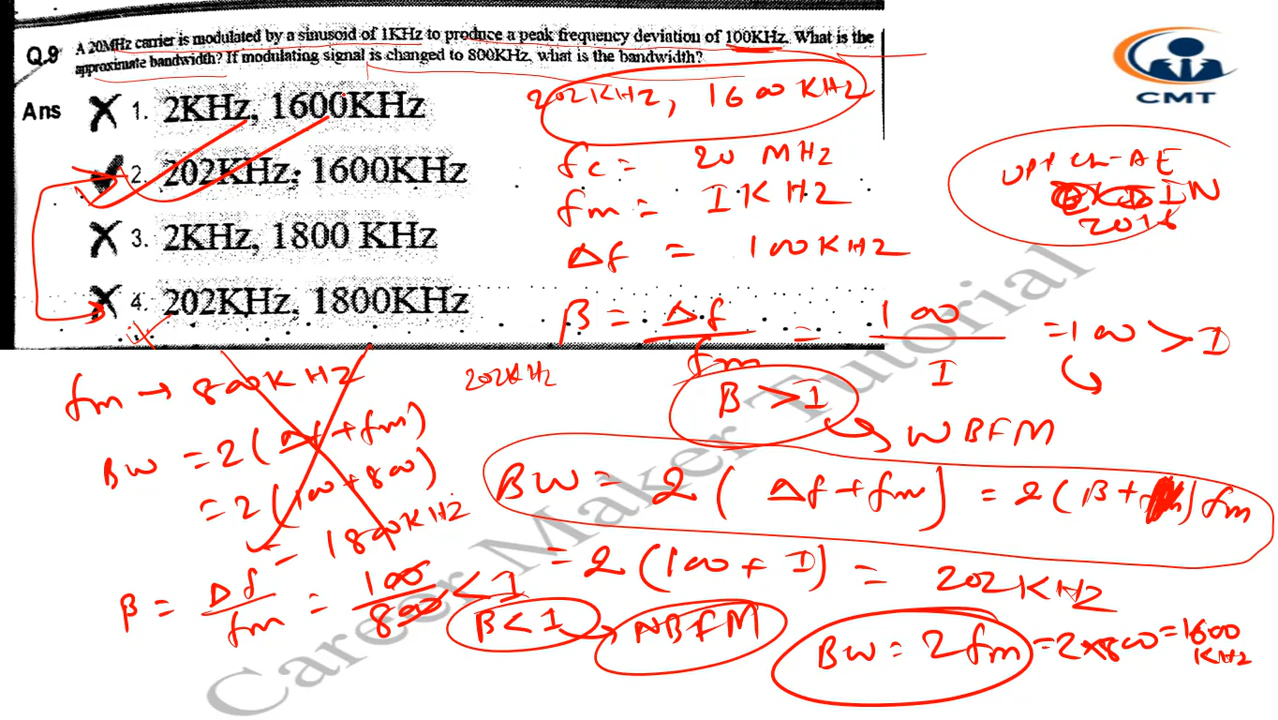 Q.9 A 20MHz carrier is modulated by a sinusoid of 1KHz to produce a peak frequency deviation of 100KHz. What is the
approximate bandwidth? If modulating signal is changed to 800KHz, what is the bandwidth?
Ans
1. 2KHz, 1600KHz
2. 202KHz, 1600KHz
3. 2KHz, 1800 KHz
4. 202KHz, 1800KHz
CMT
202KHz, 1600KHz
fc = 20 MHz
fm = 1KHz
Δf = 100KHz
β = Δf/fm = 100/1 = 100 > 1
β > 1
WBFM
BW = 2(Δf+fm) = 2(β+ ) fm
= 2(100+1) = 202KHz
2016
fm → 800KHz
202KHz
BW = 2(Δf+fm)
= 2(100+800)
= 1800KHz
β = Δf/fm = 100/800 < 1
β < 1
NBFM
BW = 2fm = 2×800 = 1600
KHz
Career Maker Tutorial